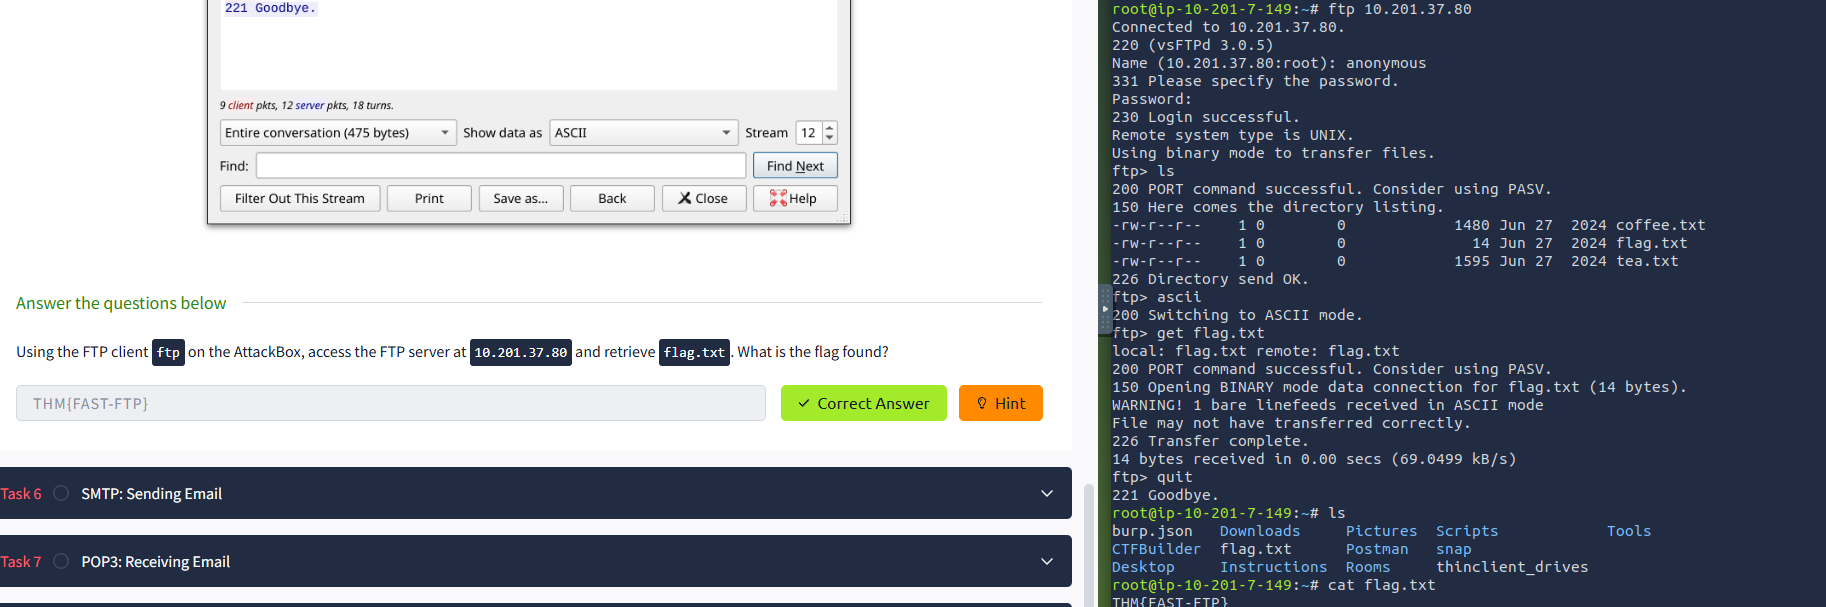 221 Goodbye.
9 client pkts, 12 server pkts, 18 turns.
Entire conversation (475 bytes) Show data as ASCII Stream 12
Find: Find Next
Filter Out This Stream Print Save as... Back Close Help
Answer the questions below
Using the FTP client ftp on the AttackBox, access the FTP server at 10.201.37.80 and retrieve flag.txt. What is the flag found?
THM{FAST-FTP} Correct Answer Hint
Task 6 SMTP: Sending Email
Task 7 POP3: Receiving Email
root@ip-10-201-7-149:~# ftp 10.201.37.80
Connected to 10.201.37.80.
220 (vsFTPd 3.0.5)
Name (10.201.37.80:root): anonymous
331 Please specify the password.
Password:
230 Login successful.
Remote system type is UNIX.
Using binary mode to transfer files.
ftp> ls
200 PORT command successful. Consider using PASV.
150 Here comes the directory listing.
-rw-r--r-- 1 0 0 1480 Jun 27 2024 coffee.txt
-rw-r--r-- 1 0 0 14 Jun 27 2024 flag.txt
-rw-r--r-- 1 0 0 1595 Jun 27 2024 tea.txt
226 Directory send OK.
ftp> ascii
200 Switching to ASCII mode.
ftp> get flag.txt
local: flag.txt remote: flag.txt
200 PORT command successful. Consider using PASV.
150 Opening BINARY mode data connection for flag.txt (14 bytes).
WARNING! 1 bare linefeeds received in ASCII mode
File may not have transferred correctly.
226 Transfer complete.
14 bytes received in 0.00 secs (69.0499 kB/s)
ftp> quit
221 Goodbye.
root@ip-10-201-7-149:~# ls
burp.json Downloads Pictures Scripts Tools
CTFBuilder flag.txt Postman snap
Desktop Instructions Rooms thinclient_drives
root@ip-10-201-7-149:~# cat flag.txt
THM{FAST-FTP}